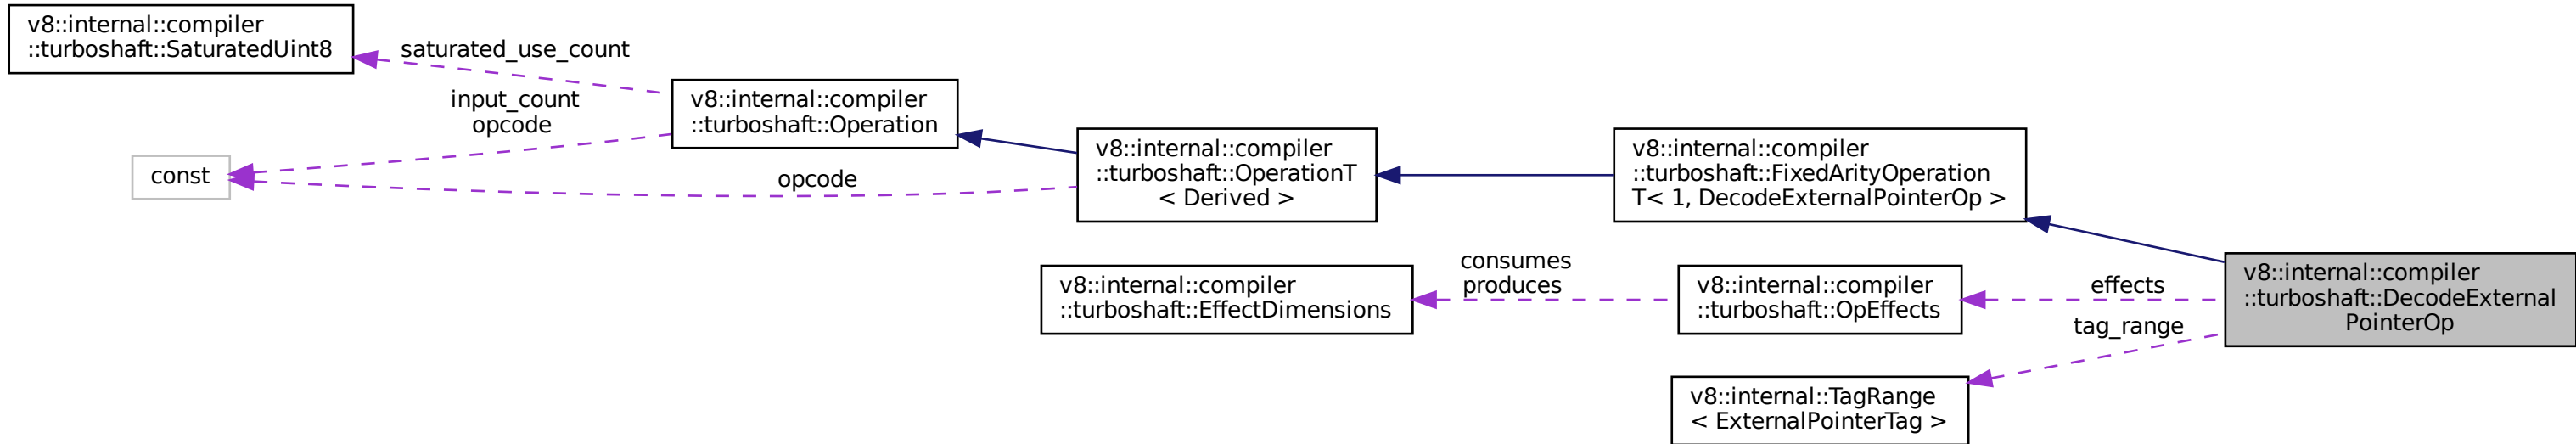 v8::internal::compiler
::turboshaft::SaturatedUint8
saturated_use_count
v8::internal::compiler
::turboshaft::Operation
input_count
opcode
const
opcode
v8::internal::compiler
::turboshaft::OperationT
< Derived >
v8::internal::compiler
::turboshaft::FixedArityOperation
T< 1, DecodeExternalPointerOp >
v8::internal::compiler
::turboshaft::EffectDimensions
consumes
produces
v8::internal::compiler
::turboshaft::OpEffects
effects
tag_range
v8::internal::compiler
::turboshaft::DecodeExternal
PointerOp
v8::internal::TagRange
< ExternalPointerTag >